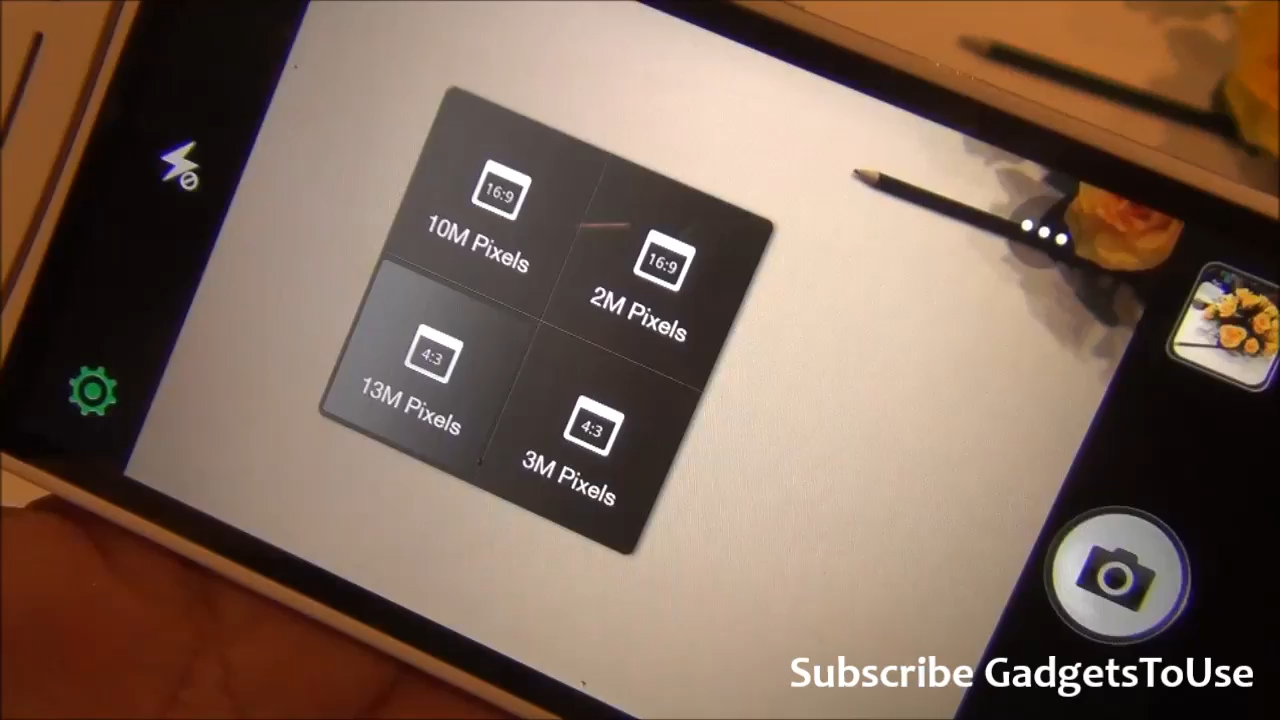 16:9
10M Pixels
16:9
2M Pixels
4:3
13M Pixels
4:3
3M Pixels
Subscribe GadgetsToUse